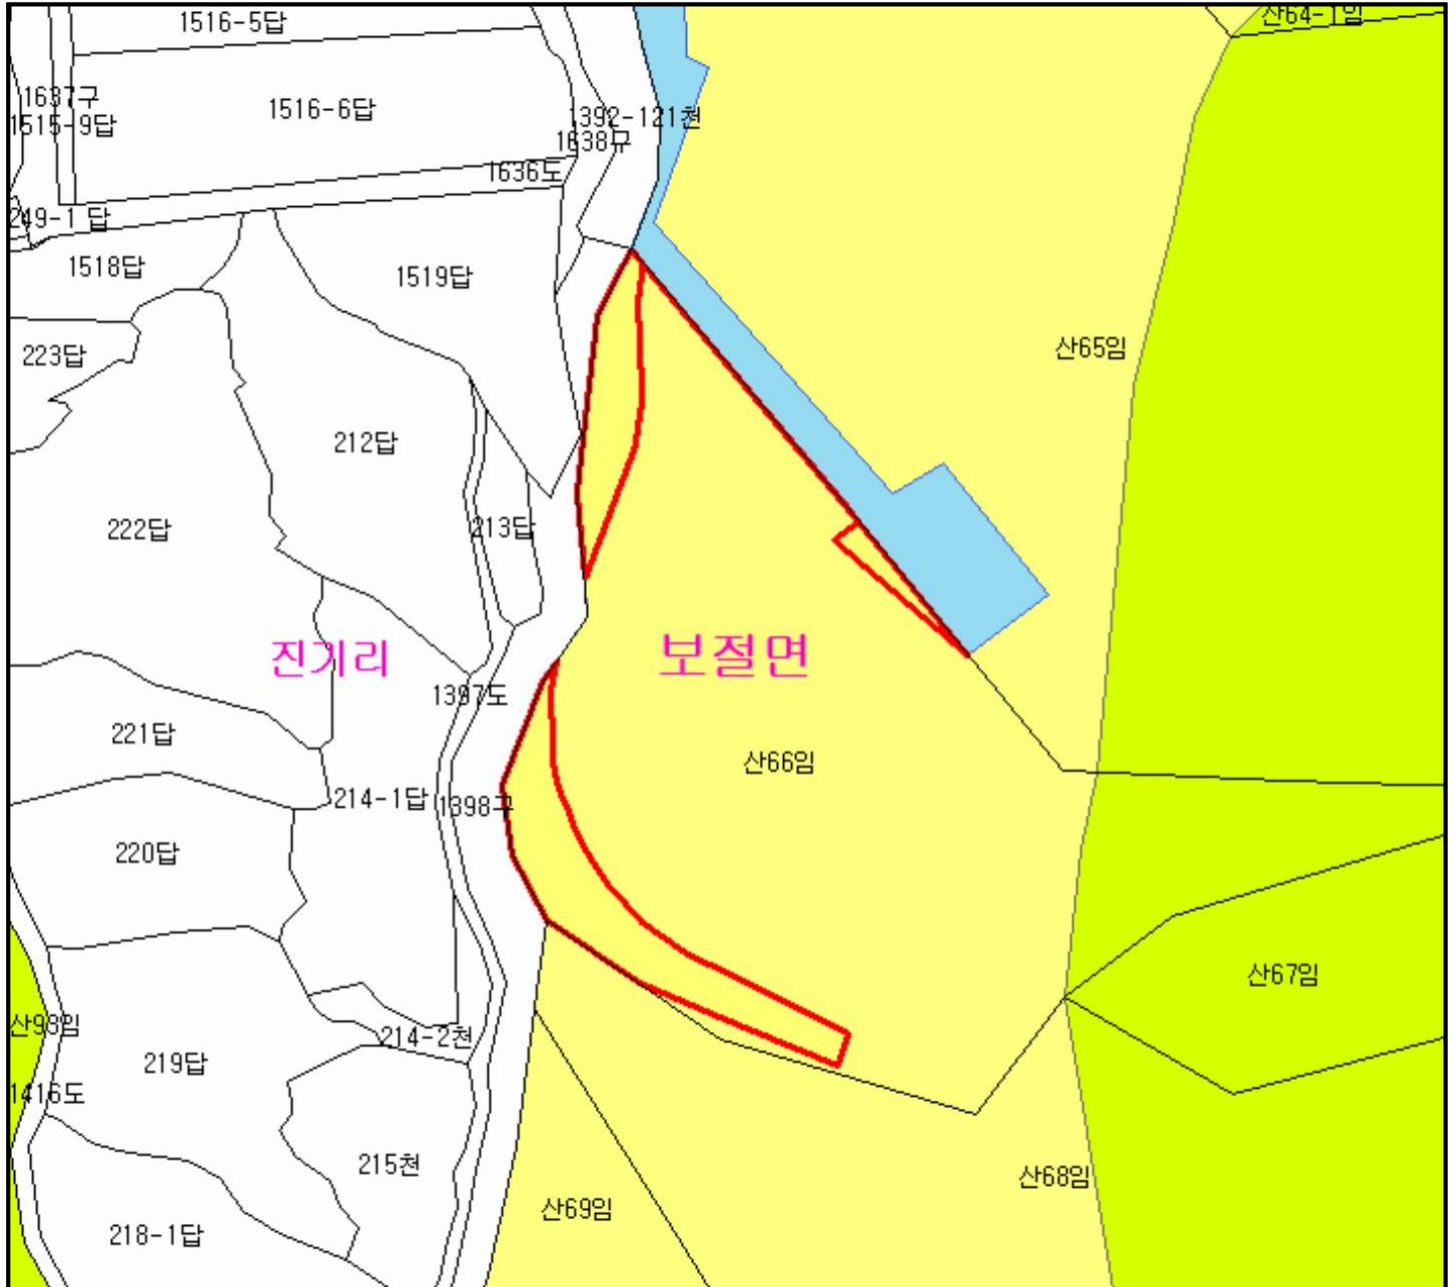 1516-5답
산64-1임
1637구
1515-9답
1516-6답
1392-121천
1638구
1636도
249-1 답
1518답
1519답
223답
산65임
212답
222답
213답
진기리
보절면
1397도
221답
산66임
214-1답
1398구
220답
산67임
산93임
219답
214-2천
1416도
215천
산68임
산69임
218-1답